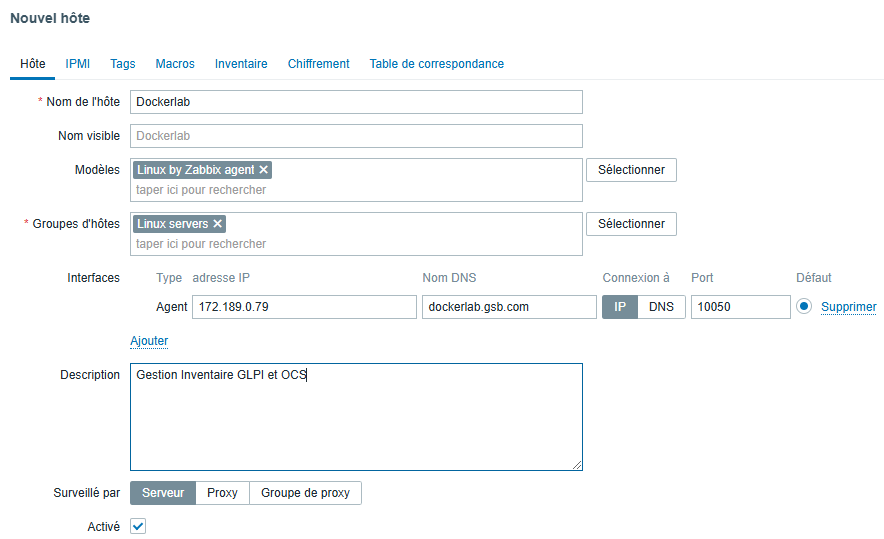 Nouvel hôte
Hôte IPMI Tags Macros Inventaire Chiffrement Table de correspondance
* Nom de l'hôte Dockerlab
Nom visible Dockerlab
Modèles Linux by Zabbix agent Sélectionner
taper ici pour rechercher
* Groupes d'hôtes Linux servers Sélectionner
taper ici pour rechercher
Interfaces Type adresse IP Nom DNS Connexion à Port Défaut
Agent 172.189.0.79 dockerlab.gsb.com IP DNS 10050 Supprimer
Ajouter
Description Gestion Inventaire GLPI et OCS
Surveillé par Serveur Proxy Groupe de proxy
Activé